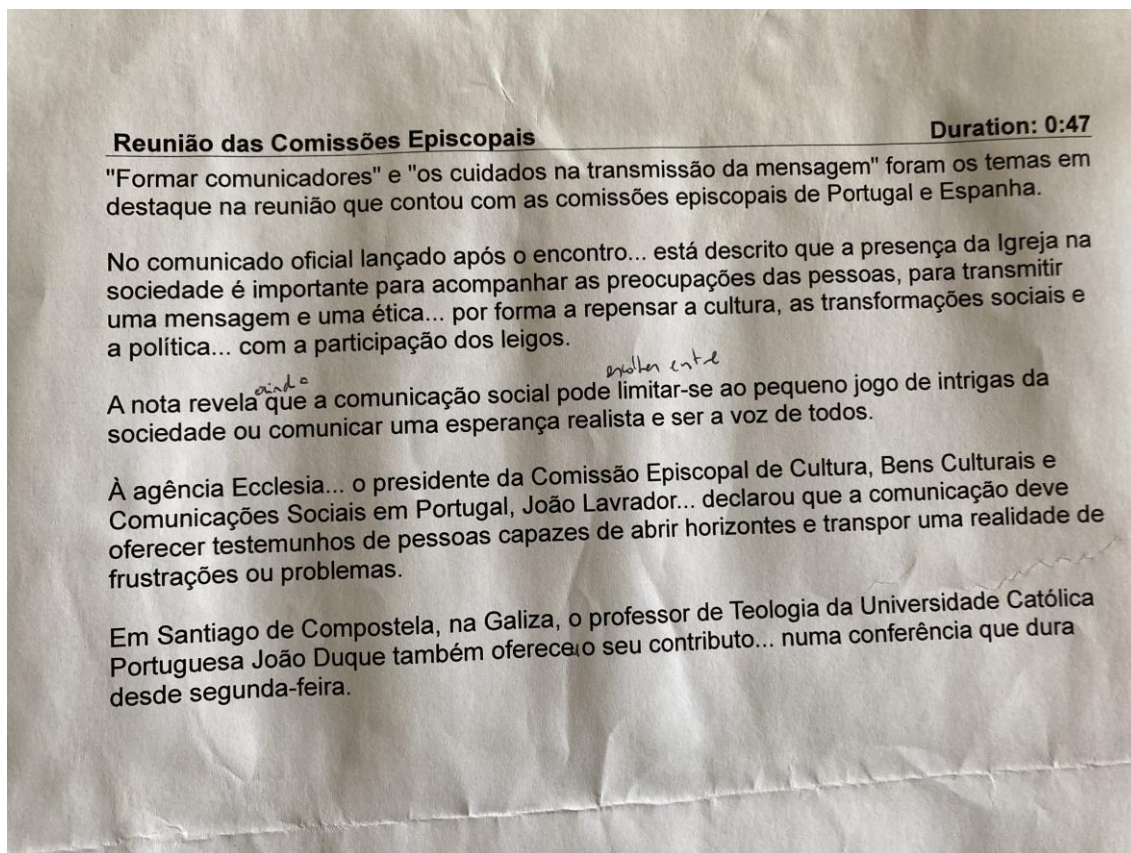 Reunião das Comissões Episcopais Duration: 0:47
"Formar comunicadores" e "os cuidados na transmissão da mensagem" foram os temas em
destaque na reunião que contou com as comissões episcopais de Portugal e Espanha.
No comunicado oficial lançado após o encontro... está descrito que a presença da Igreja na
sociedade é importante para acompanhar as preocupações das pessoas, para transmitir
uma mensagem e uma ética... por forma a repensar a cultura, as transformações sociais e
a política... com a participação dos leigos.
ainda escolher entre
A nota revela que a comunicação social pode limitar-se ao pequeno jogo de intrigas da
sociedade ou comunicar uma esperança realista e ser a voz de todos.
À agência Ecclesia... o presidente da Comissão Episcopal de Cultura, Bens Culturais e
Comunicações Sociais em Portugal, João Lavrador... declarou que a comunicação deve
oferecer testemunhos de pessoas capazes de abrir horizontes e transpor uma realidade de
frustrações ou problemas.
Em Santiago de Compostela, na Galiza, o professor de Teologia da Universidade Católica
Portuguesa João Duque também oferece o seu contributo... numa conferência que dura
desde segunda-feira.